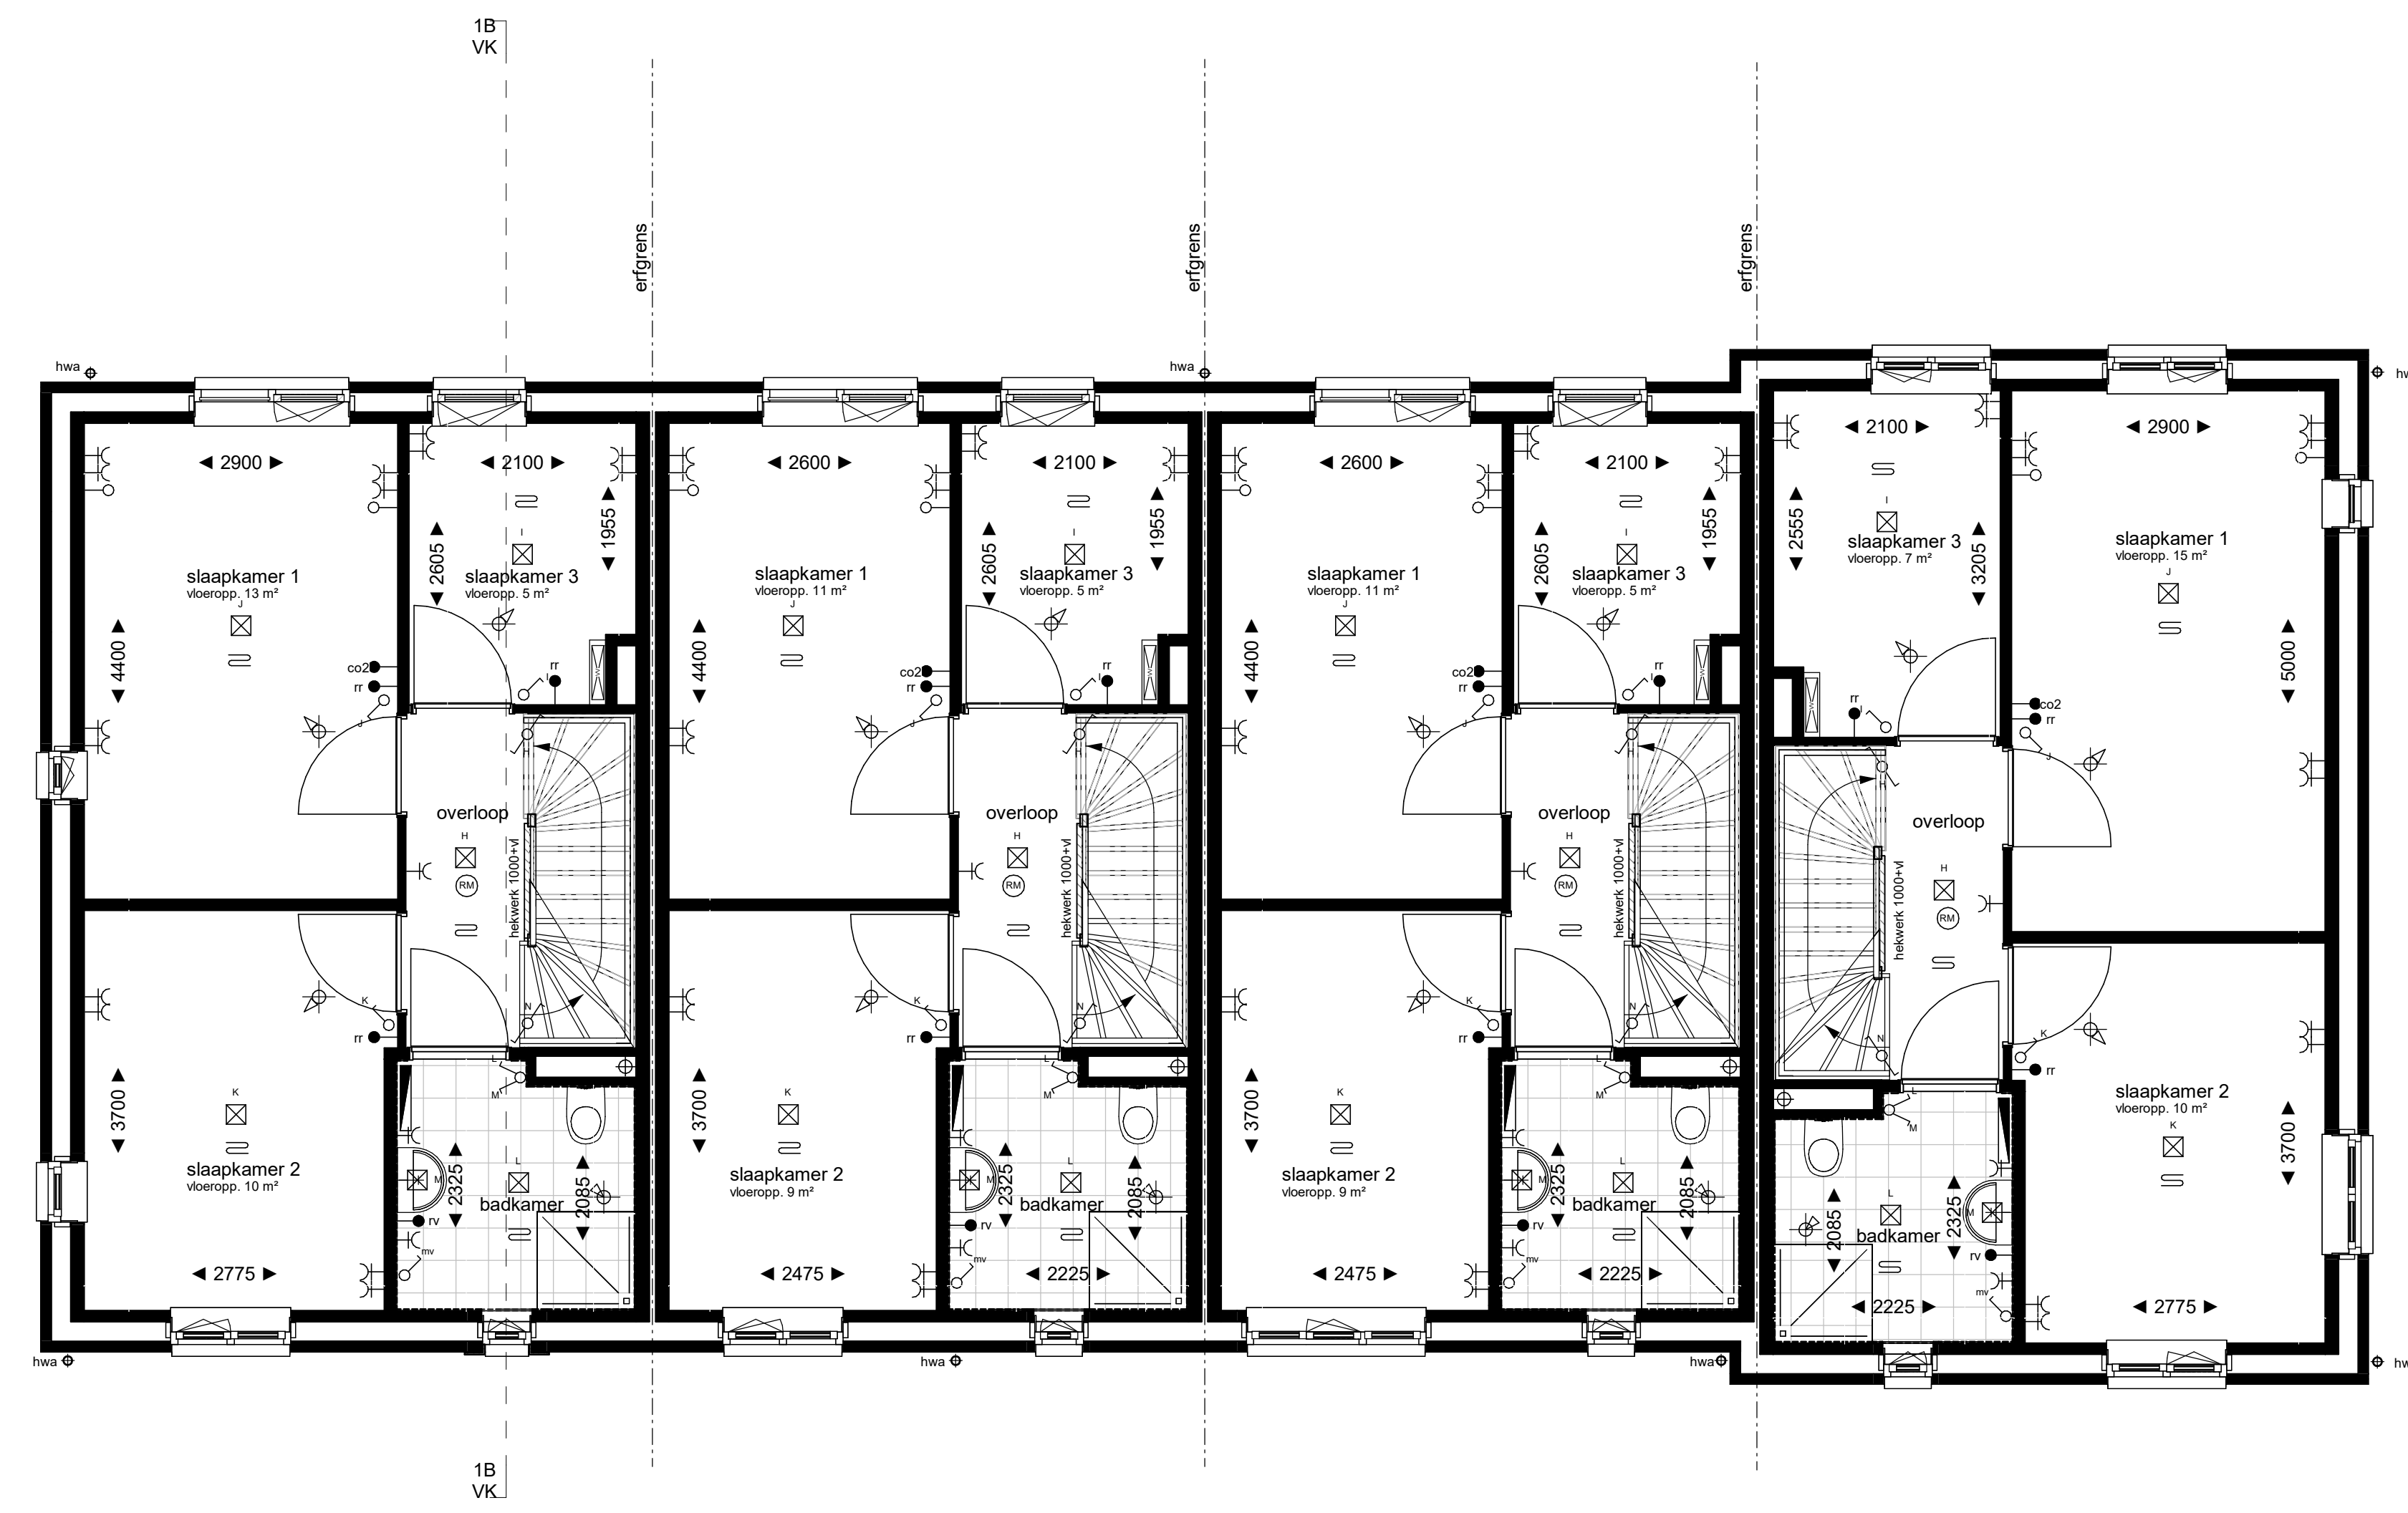 1B
VK
erfgrens
erfgrens
erfgrens
hwa
hwa
2900
2100
2600
2100
2600
2100
2100
2900
4400
2605
1955
4400
2605
1955
4400
2605
1955
2555
3205
5000
slaapkamer 1
vloeropp. 13 m²
J
I
slaapkamer 3
vloeropp. 5 m²
co2
rr
J
rr
I
slaapkamer 1
vloeropp. 11 m²
J
I
slaapkamer 3
vloeropp. 5 m²
co2
rr
rr
I
slaapkamer 1
vloeropp. 11 m²
J
I
slaapkamer 3
vloeropp. 5 m²
co2
rr
J
rr
I
I
slaapkamer 3
vloeropp. 7 m²
slaapkamer 1
vloeropp. 15 m²
J
rr
co2
rr
J
overloop
H
RM
hekwerk 1000+vl
N
overloop
H
RM
hekwerk 1000+vl
N
overloop
H
RM
hekwerk 1000+vl
N
overloop
H
RM
hekwerk 1000+vl
N
K
rr
K
slaapkamer 2
vloeropp. 10 m²
3700
2775
L
M
M
L
badkamer
2325
2085
rv
mv
K
rr
K
slaapkamer 2
vloeropp. 9 m²
3700
2475
L
M
M
L
badkamer
2325
2085
rv
mv
2225
K
rr
K
slaapkamer 2
vloeropp. 9 m²
3700
2475
L
M
M
L
badkamer
2325
2085
rv
mv
2225
L
M
M
L
badkamer
2085
2325
rv
mv
2225
K
rr
slaapkamer 2
vloeropp. 10 m²
K
3700
2775
hwa
hwa
hwa
1B
VK